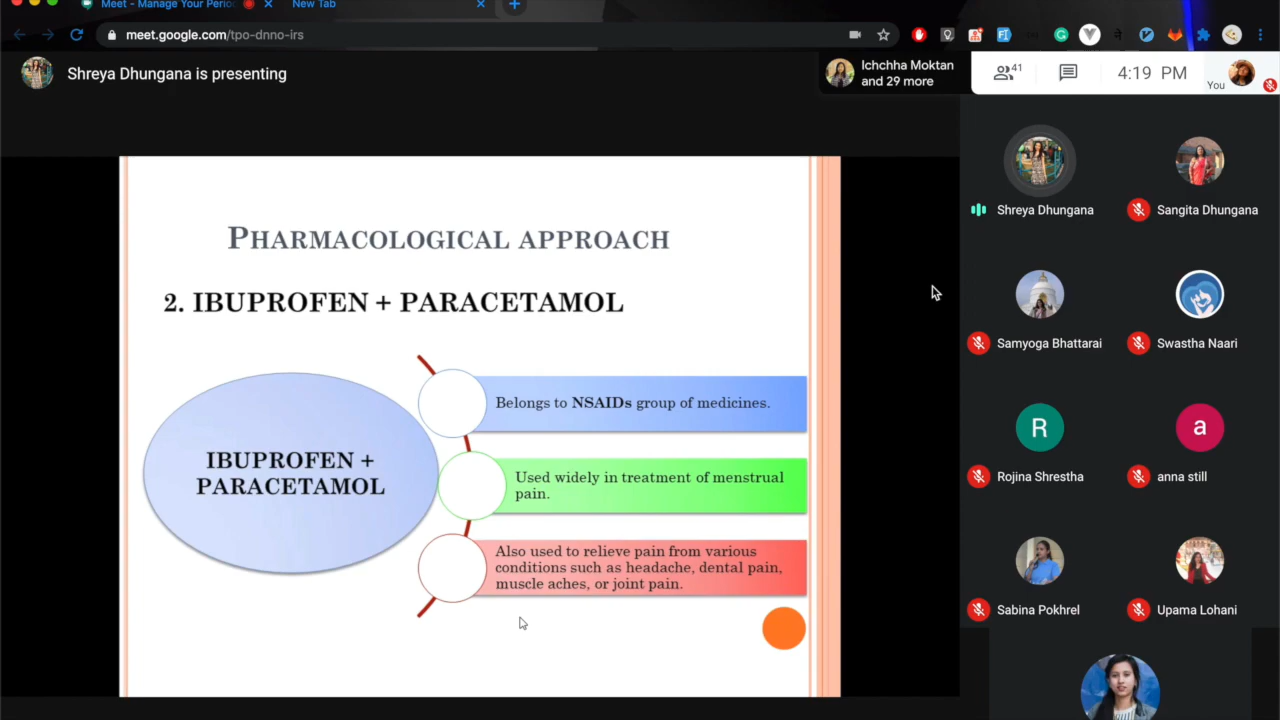 Meet - Manage Your Perio
New Tab
meet.google.com/tpo-dnno-irs
Shreya Dhungana is presenting
Ichchha Moktan
and 29 more
41
4:19 PM
You
PHARMACOLOGICAL APPROACH
2. IBUPROFEN + PARACETAMOL
IBUPROFEN +
PARACETAMOL
Belongs to NSAIDs group of medicines.
Used widely in treatment of menstrual
pain.
Also used to relieve pain from various
conditions such as headache, dental pain,
muscle aches, or joint pain.
Shreya Dhungana
Sangita Dhungana
Samyoga Bhattarai
Swastha Naari
R
a
Rojina Shrestha
anna still
Sabina Pokhrel
Upama Lohani